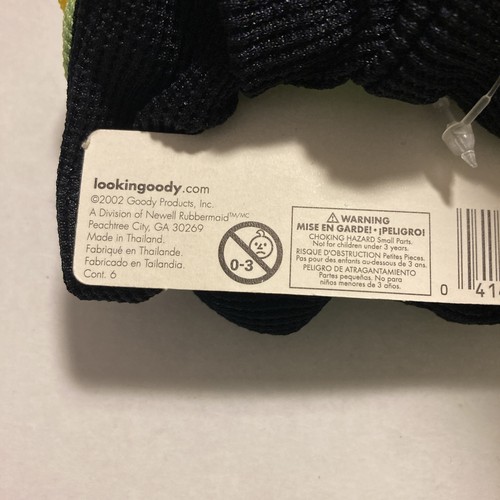 lookingoody.com
©2002 Goody Products, Inc.
A Division of Newell Rubbermaid™/MC
Peachtree City, GA 30269
Made in Thailand.
Fabriqué en Thailande.
Fabricado en Tailandia.
Cont. 6
0-3
⚠WARNING
MISE EN GARDE! • ¡PELIGRO!
CHOKING HAZARD Small Parts.
Not for children under 3 years.
RISQUE D'OBSTRUCTION Petites Pieces.
Pas pour des enfants au-dessous de 3 ans.
PELIGRO DE ATRAGANTAMIENTO
Partes pequeñas. No para
niños menores de 3 años.
0 414